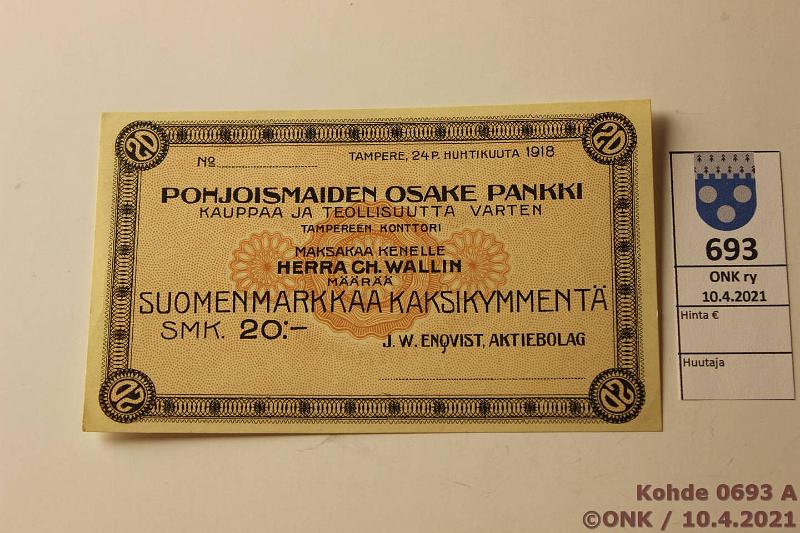 20
20
No
TAMPERE, 24 P. HUHTIKUUTA 1918
POHJOISMAIDEN OSAKE PANKKI
KAUPPAA JA TEOLLISUUTTA VARTEN
TAMPEREEN KONTTORI
MAKSAKAA KENELLE
HERRA CH. WALLIN
MÄÄRÄÄ
SUOMENMARKKAA KAKSIKYMMENTÄ
SMK. 20:–
J. W. ENQVIST, AKTIEBOLAG
20
20
693
ONK ry
10.4.2021
Hinta €
Huutaja
Kohde 0693 A
©ONK / 10.4.2021